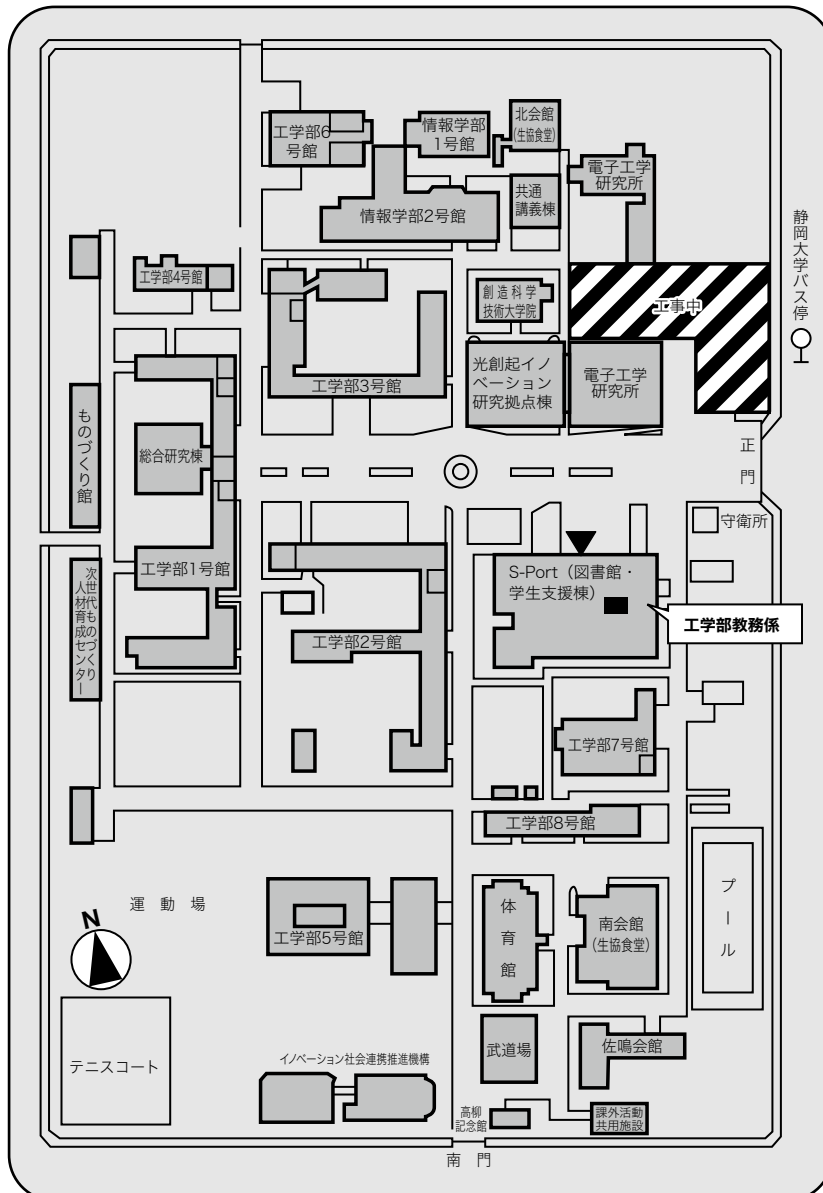 工学部6
号館
情報学部
1号館
北会館
(生協食堂)
電子工学
研究所
情報学部2号館
共通
講義棟
静岡大学バス停
工学部4号館
創造科学
技術大学院
工事中
工学部3号館
光創起イノ
ベーション
研究拠点棟
電子工学
研究所
ものづくり館
総合研究棟
正門
守衛所
工学部1号館
次世代ものづくり
人材育成センター
S-Port（図書館・
学生支援棟）
工学部教務係
工学部2号館
工学部7号館
工学部8号館
運動場
N
工学部5号館
体育館
南会館
(生協食堂)
プール
テニスコート
イノベーション社会連携推進機構
武道場
佐鳴会館
高柳
記念館
課外活動
共用施設
南門